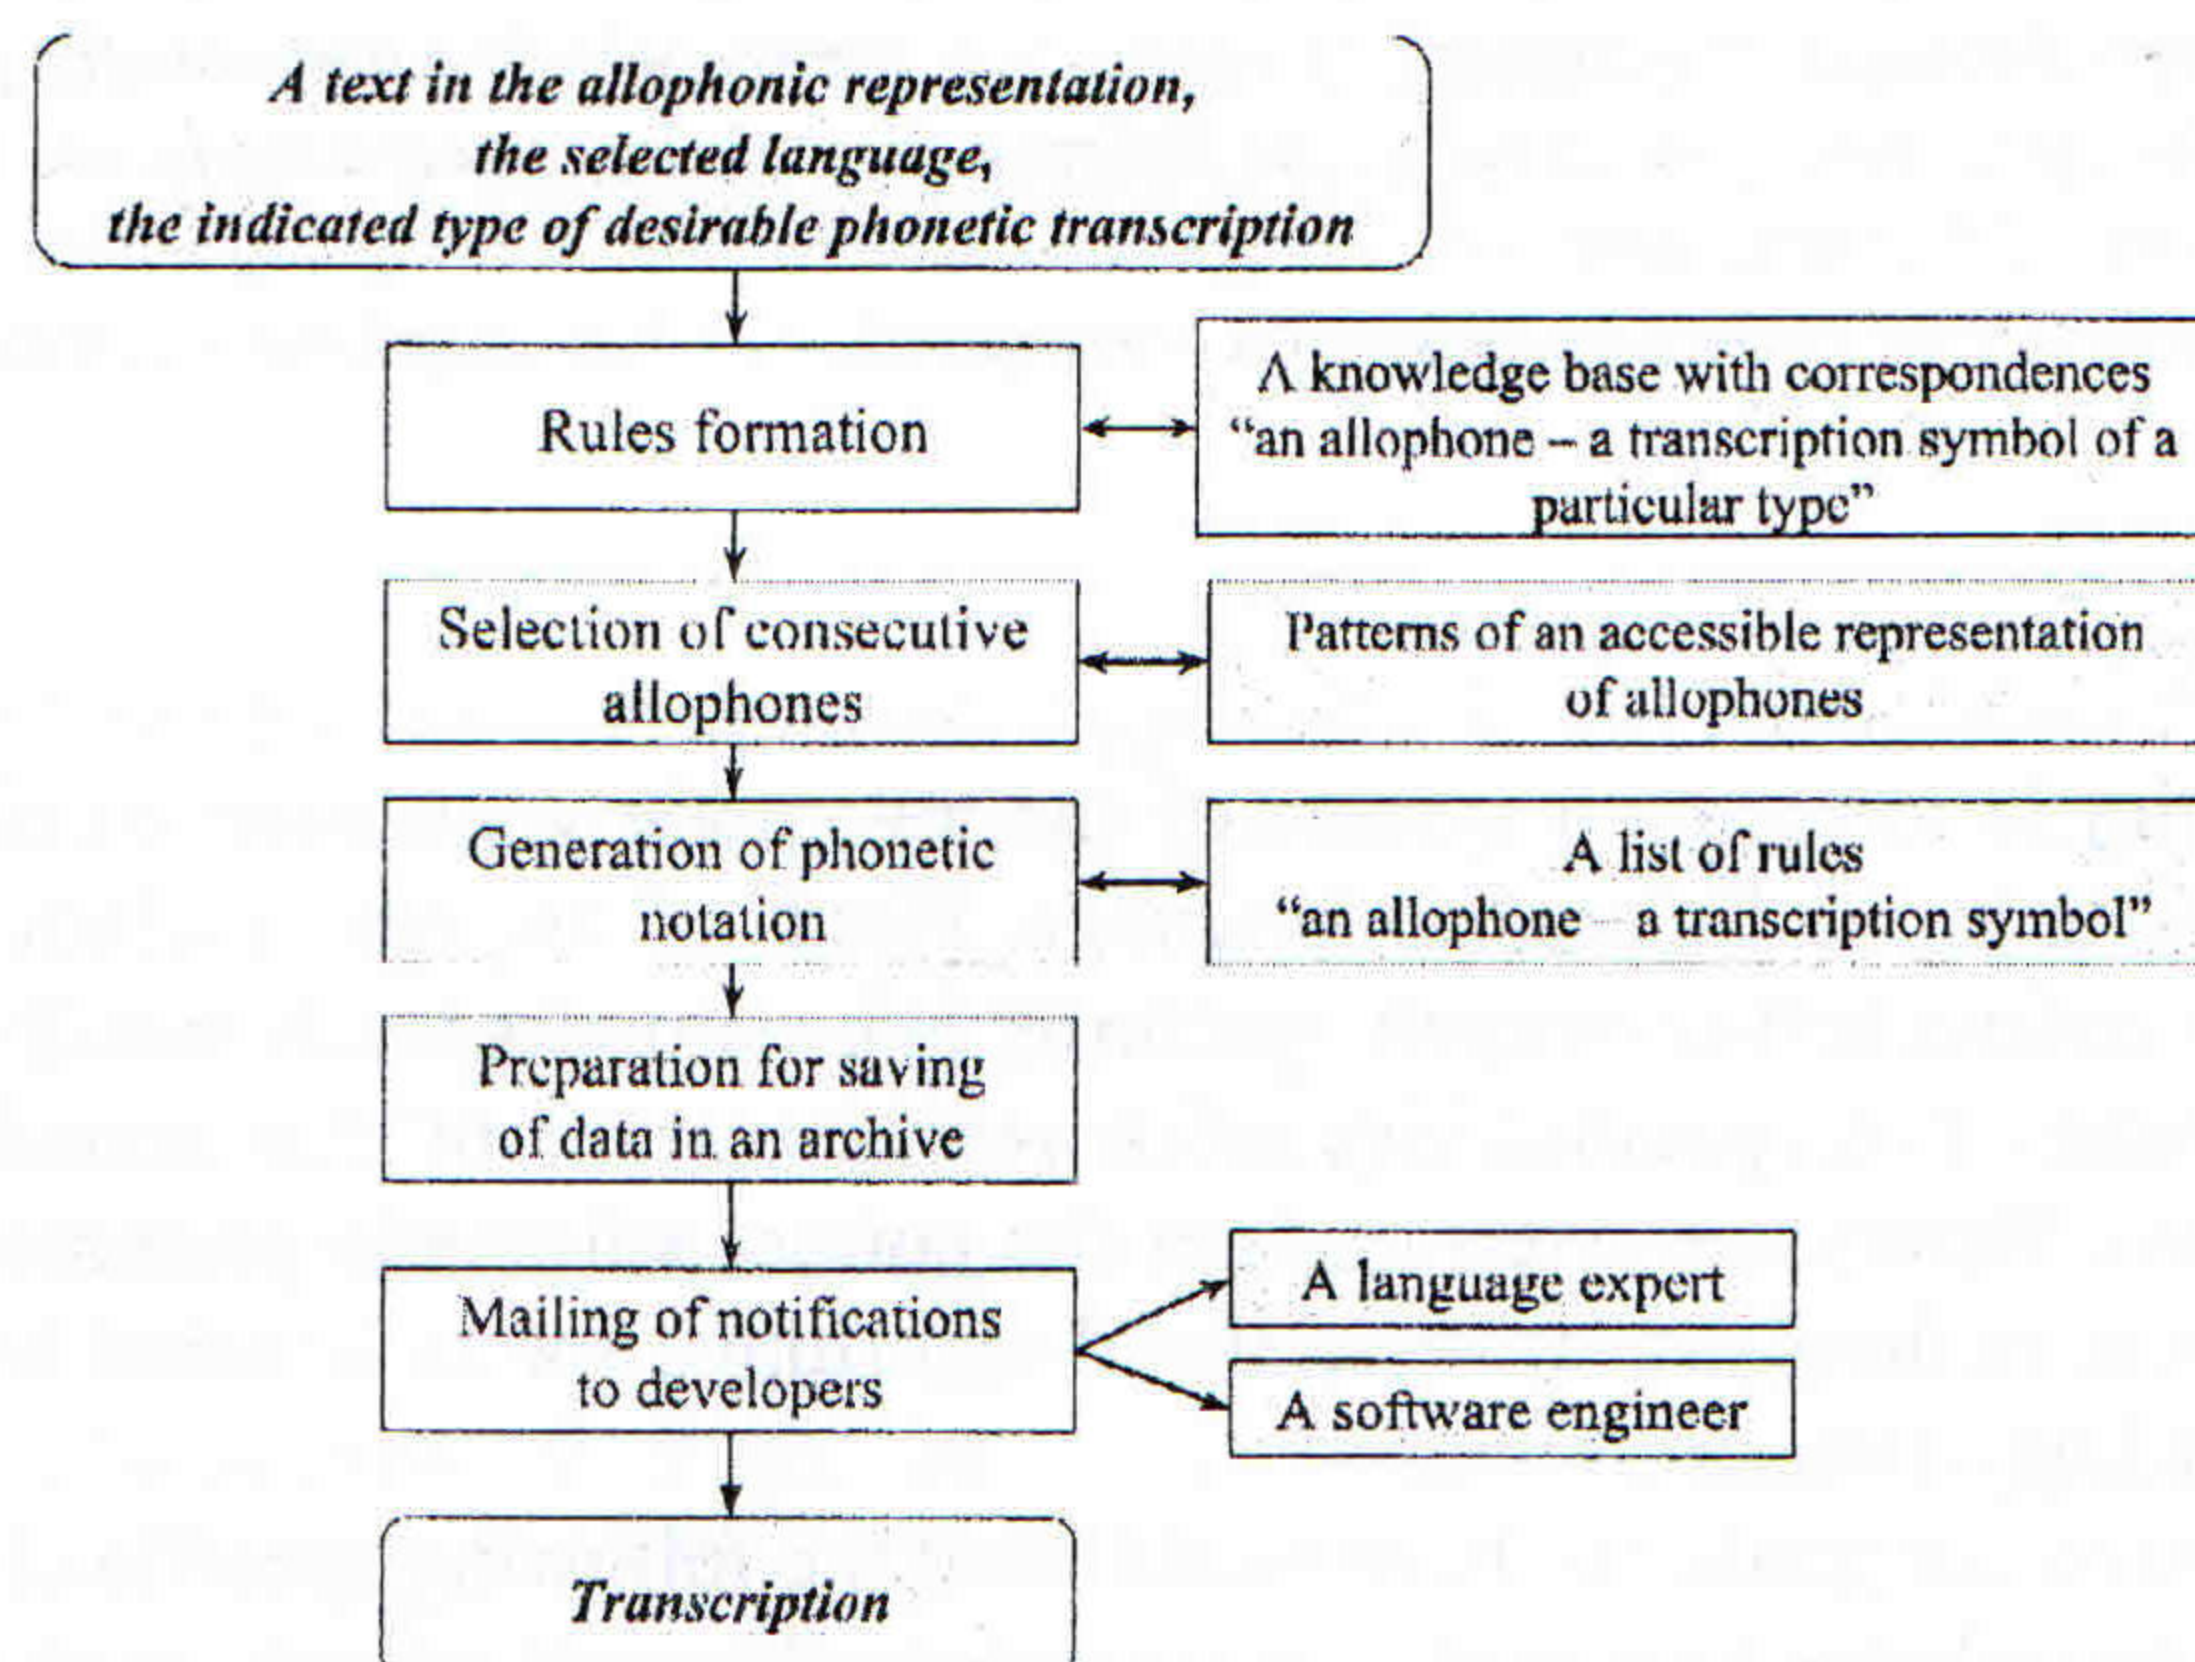 A text in the allophonic representation,
the selected language,
the indicated type of desirable phonetic transcription
Rules formation
A knowledge base with correspondences
“an allophone – a transcription symbol of a
particular type”
Selection of consecutive
allophones
Patterns of an accessible representation
of allophones
Generation of phonetic
notation
A list of rules
“an allophone – a transcription symbol”
Preparation for saving
of data in an archive
Mailing of notifications
to developers
A language expert
A software engineer
Transcription